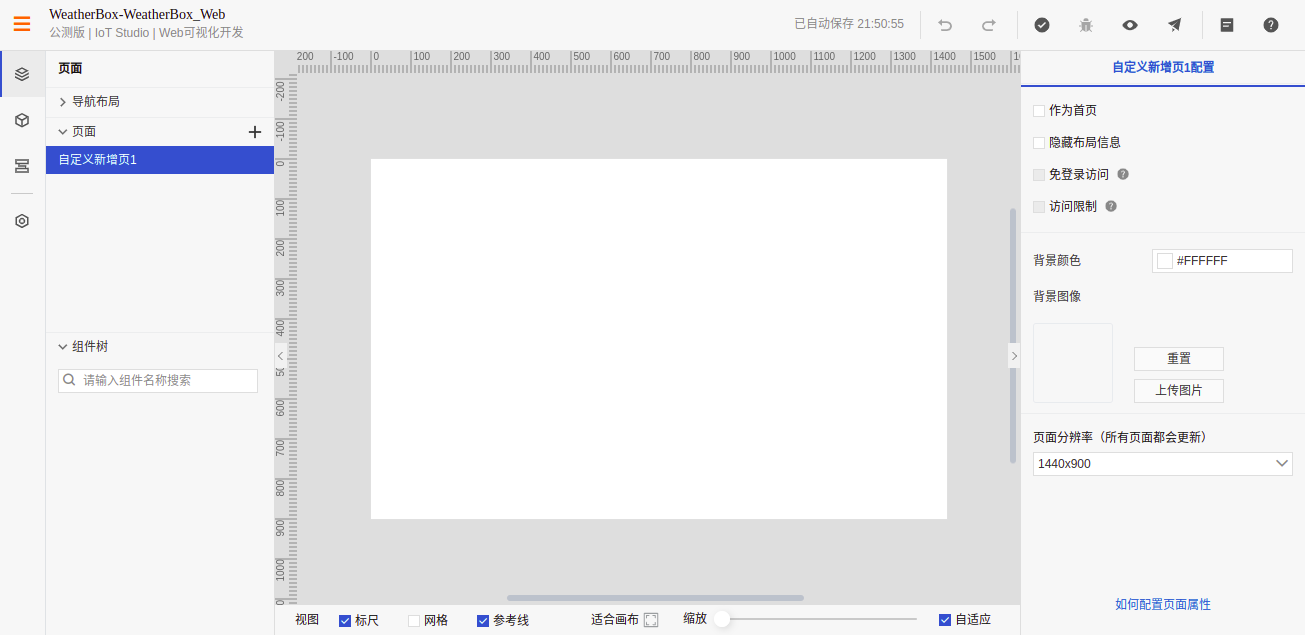 WeatherBox-WeatherBox_Web
公测版 | IoT Studio | Web可视化开发
已自动保存 21:50:55
页面
导航布局
页面
自定义新增页1
组件树
请输入组件名称搜索
200 -100 0 100 200 300 400 500 600 700 800 900 1000 1100 1200 1300 1400 1500
-200
-100
0
100
200
300
400
600
700
800
900
1000
视图 标尺 网格 参考线 适合画布 缩放 自适应
自定义新增页1配置
作为首页
隐藏布局信息
免登录访问
访问限制
背景颜色 #FFFFFF
背景图像
重置
上传图片
页面分辨率（所有页面都会更新）
1440x900
如何配置页面属性